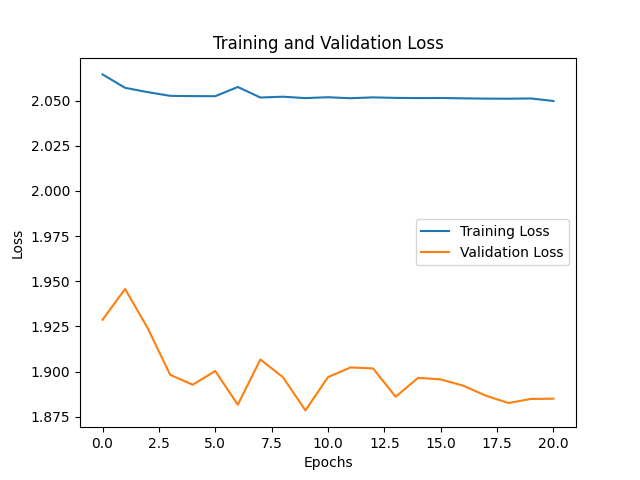 Training and Validation Loss
2.050
2.025
2.000
1.975
1.950
1.925
1.900
1.875
Loss
Training Loss
Validation Loss
0.0 2.5 5.0 7.5 10.0 12.5 15.0 17.5 20.0
Epochs